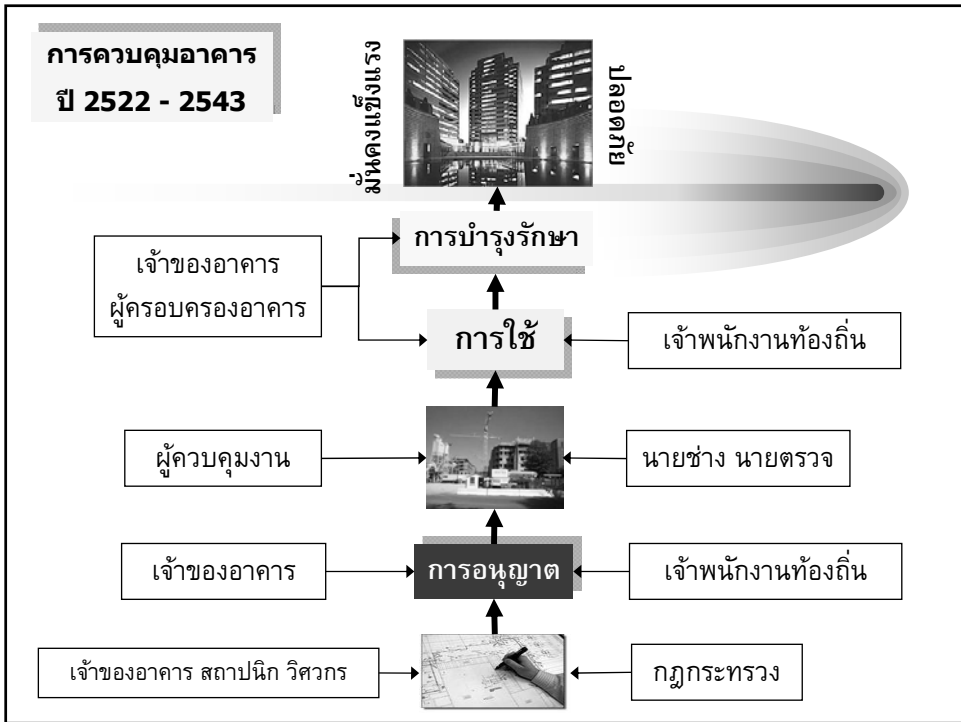 การควบคุมอาคาร
ปี 2522 - 2543
มั่นคงแข็งแรง
ปลอดภัย
การบำรุงรักษา
เจ้าของอาคาร
ผู้ครอบครองอาคาร
การใช้
เจ้าพนักงานท้องถิ่น
ผู้ควบคุมงาน
นายช่าง นายตรวจ
เจ้าของอาคาร
การอนุญาต
เจ้าพนักงานท้องถิ่น
เจ้าของอาคาร สถาปนิก วิศวกร
กฎกระทรวง